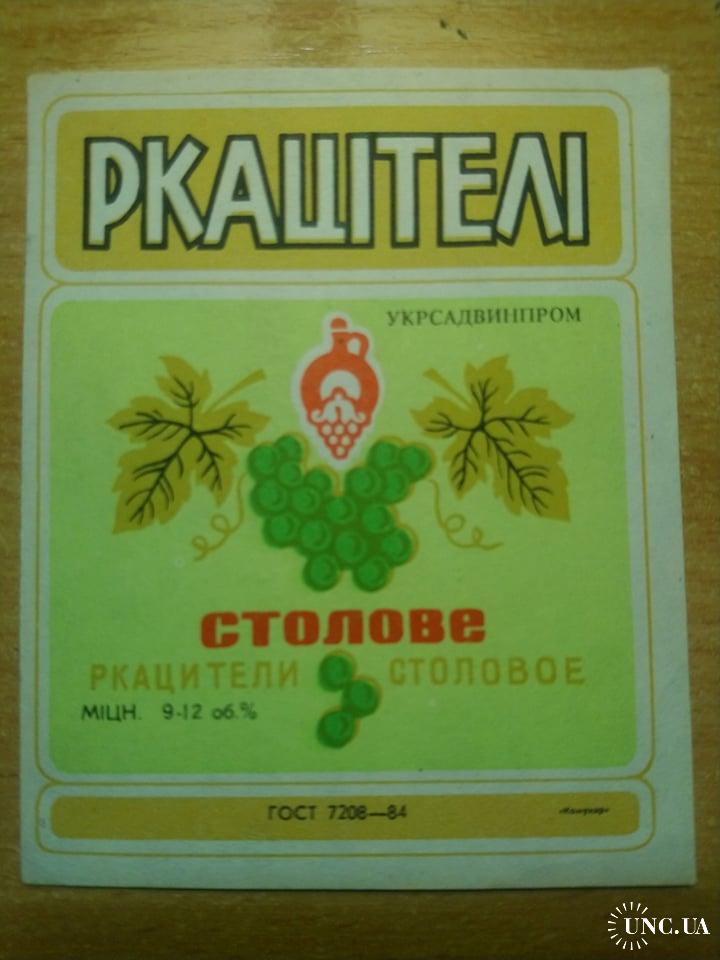 РКАЦІТЕЛІ
УКРСАДВИНПРОМ
столове
РКАЦИТЕЛИ СТОЛОВОЕ
МІЦН. 9-12 об.%
ГОСТ 7208—84
UNC.UA